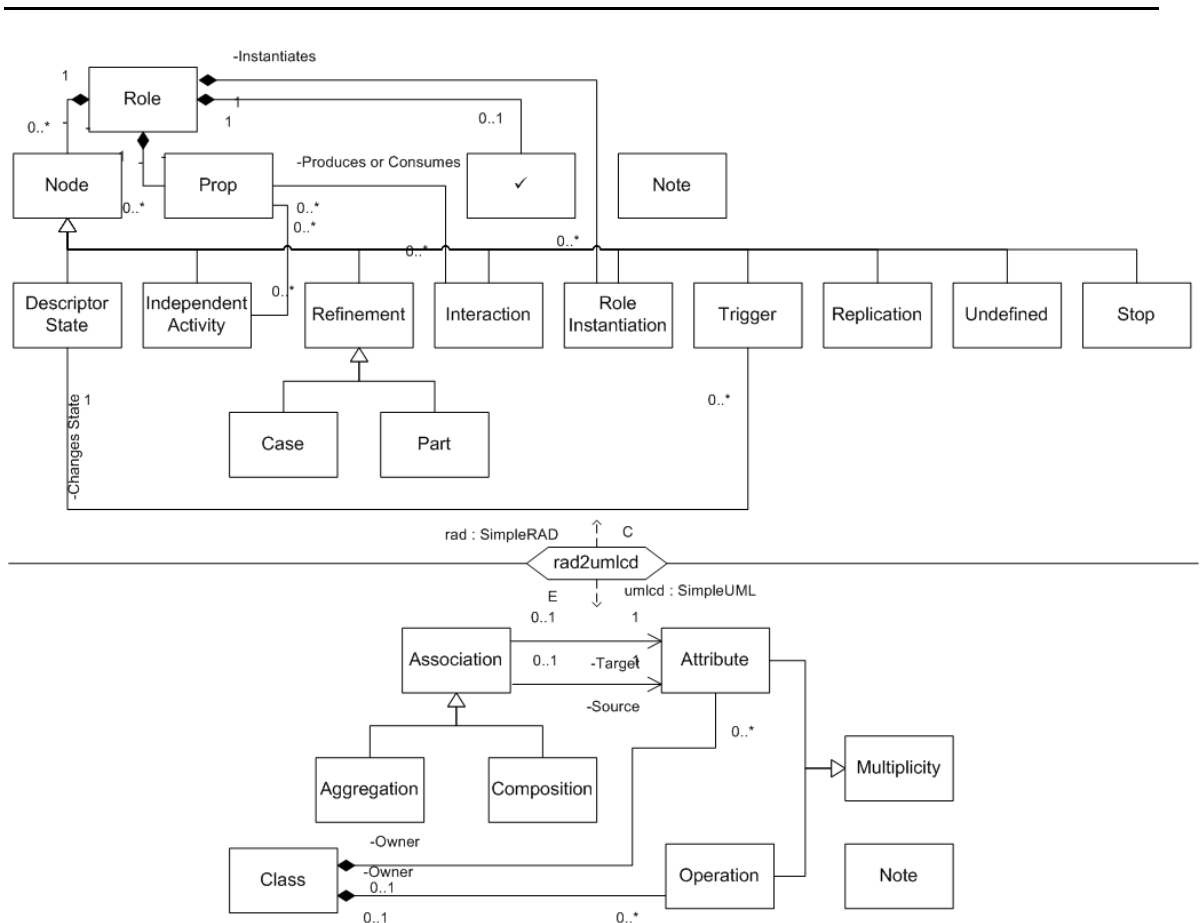 -Instantiates
1
Role
1
1
0..1
0..*
1
-Produces or Consumes
Node
Prop
✓
Note
0..*
0..*
0..*
0..*
0..*
0..*
Descriptor
State
Independent
Activity
Refinement
Interaction
Role
Instantiation
Trigger
Replication
Undefined
Stop
-Changes State
1
0..*
Case
Part
rad : SimpleRAD
C
rad2umlcd
E
umlcd : SimpleUML
0..1
1
Association
0..1
-Target
1
Attribute
-Source
0..*
Aggregation
Composition
Multiplicity
-Owner
Class
-Owner
0..1
Operation
Note
0..1
0..*